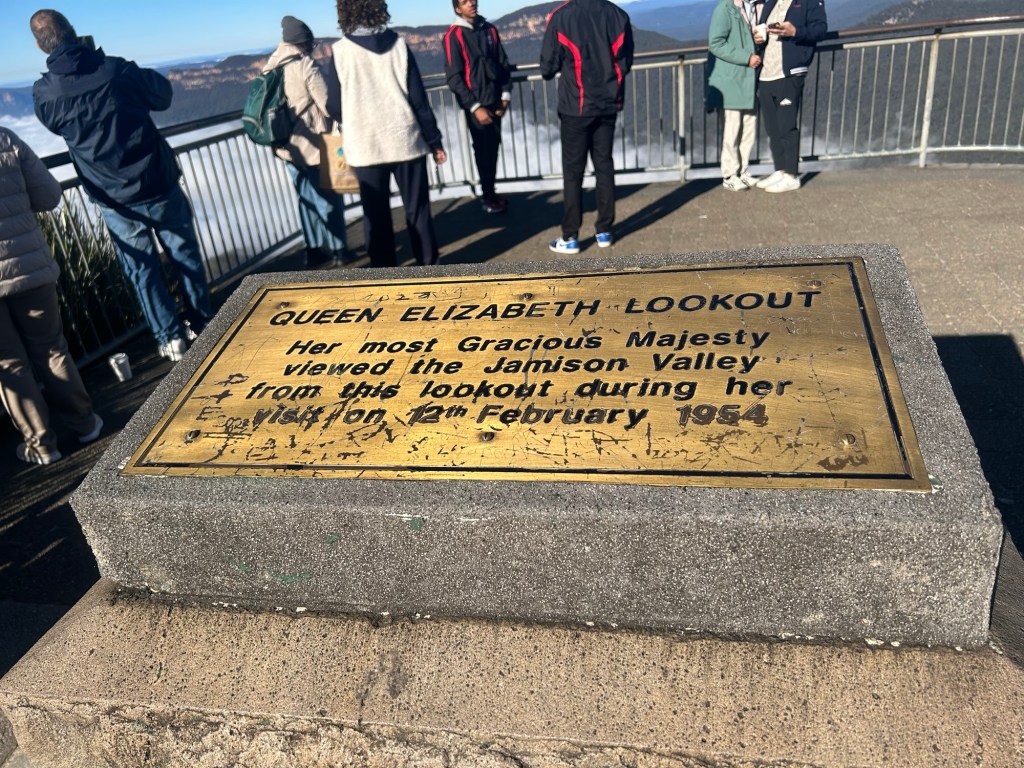 QUEEN ELIZABETH LOOKOUT
Her most Gracious Majesty
viewed the Jamison Valley
from this lookout during her
visit on 12th February 1954